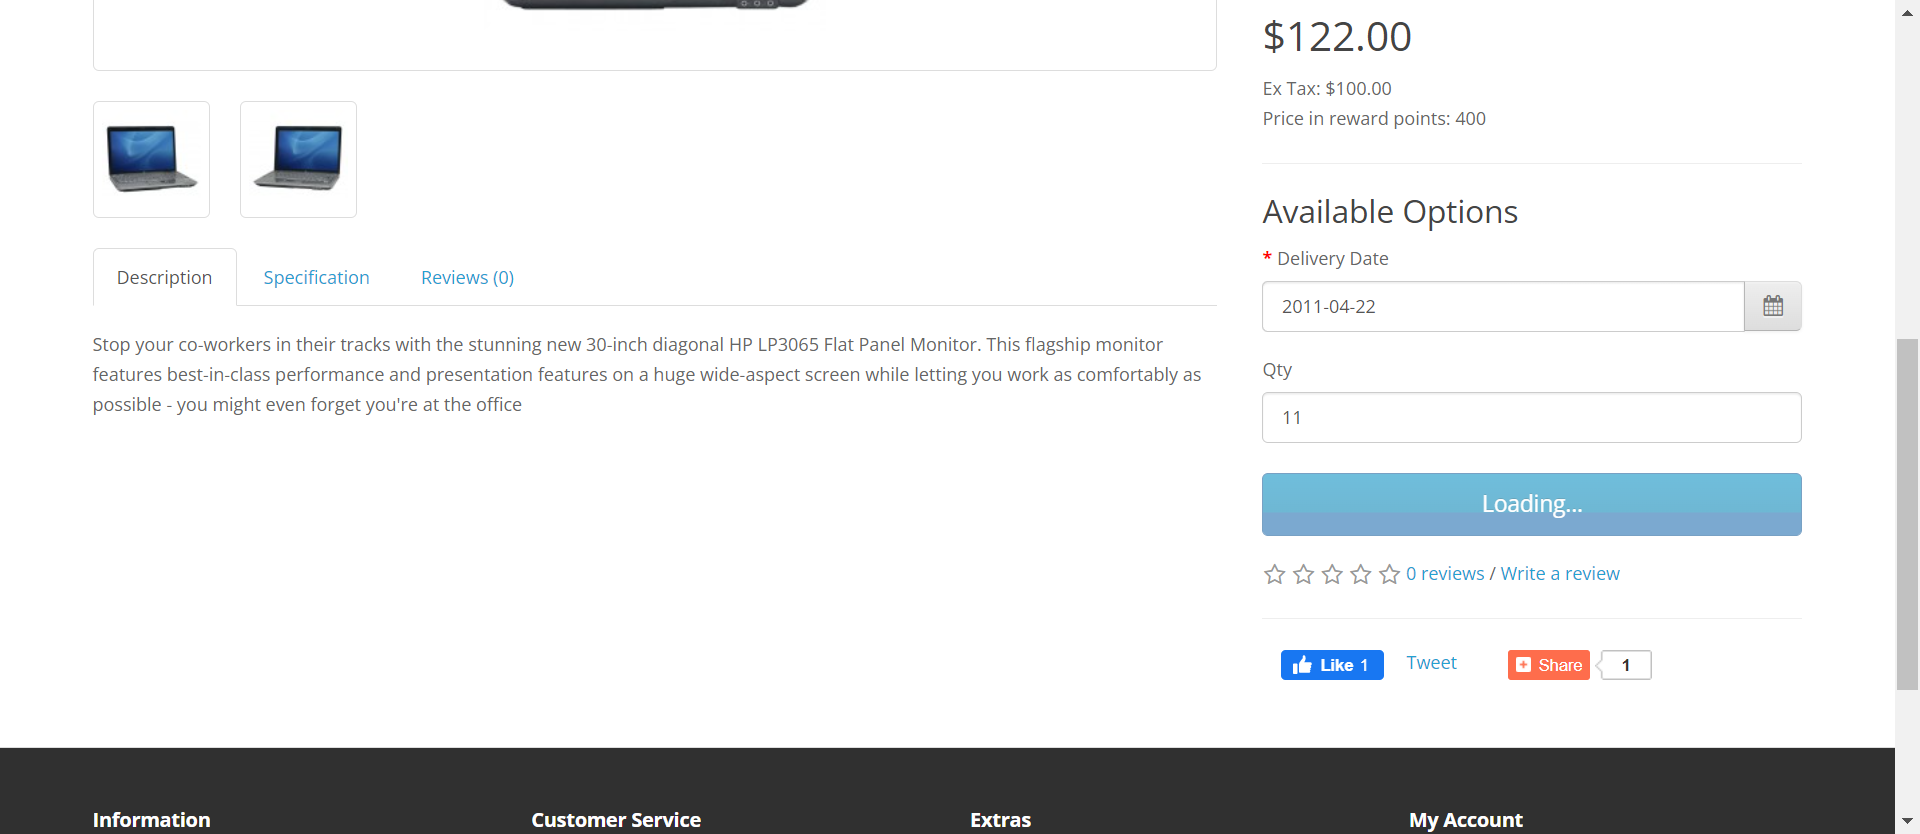 $122.00
Ex Tax: $100.00
Price in reward points: 400
Available Options
* Delivery Date
2011-04-22
Qty
11
Loading...
0 reviews / Write a review
Like 1
Tweet
Share
1
Description
Specification
Reviews (0)
Stop your co-workers in their tracks with the stunning new 30-inch diagonal HP LP3065 Flat Panel Monitor. This flagship monitor
features best-in-class performance and presentation features on a huge wide-aspect screen while letting you work as comfortably as
possible - you might even forget you're at the office
Information
Customer Service
Extras
My Account